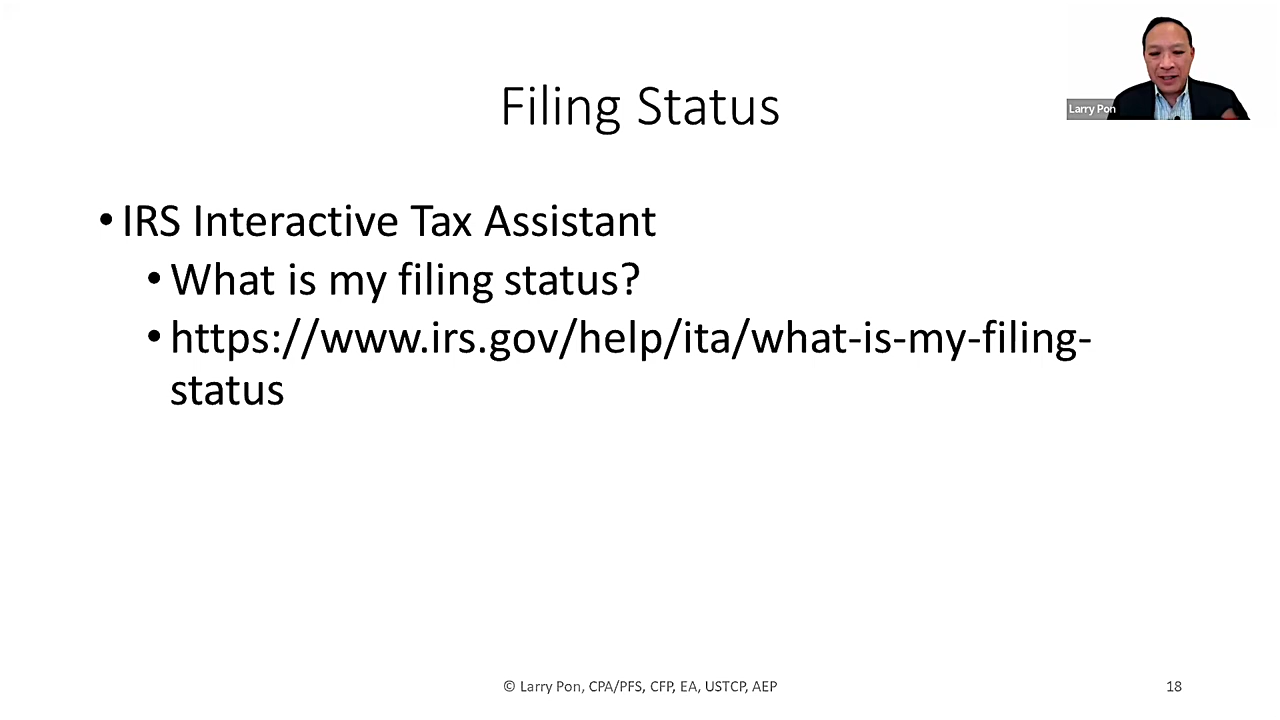 Filing Status
Larry Pon
• IRS Interactive Tax Assistant
• What is my filing status?
• https://www.irs.gov/help/ita/what-is-my-filing-
status
© Larry Pon, CPA/PFS, CFP, EA, USTCP, AEP
18